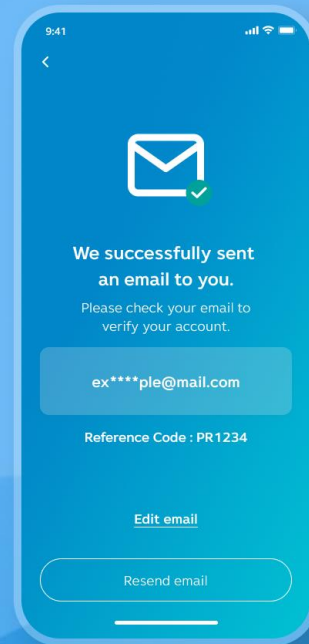 9:41
We successfully sent
an email to you.
Please check your email to
verify your account.
ex****ple@mail.com
Reference Code : PR1234
Edit email
Resend email